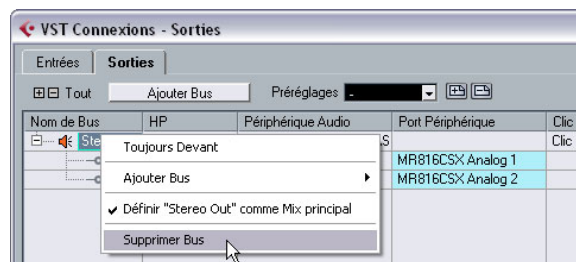 VST Connexions - Sorties
Entrées Sorties
Tout Ajouter Bus Préréglages -
Nom de Bus HP Périphérique Audio Port Périphérique Clic
Ste S Clic
Toujours Devant
MR816CSX Analog 1
Ajouter Bus
MR816CSX Analog 2
Définir "Stereo Out" comme Mix principal
Supprimer Bus